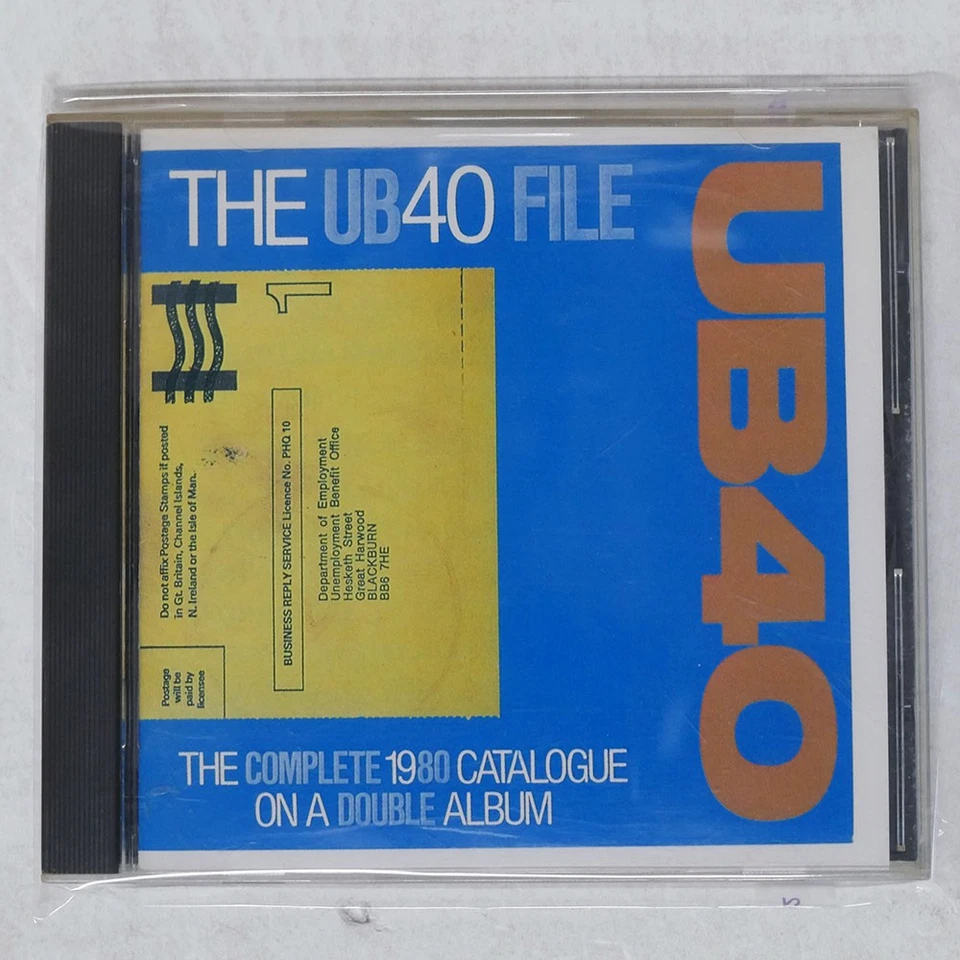 THE UB40 FILE
UB40
1
Do not affix Postage Stamps if posted
in Gt. Britain, Channel Islands,
N. Ireland or the Isle of Man.
BUSINESS REPLY SERVICE Licence No. PHQ 10
Department of Employment
Unemployment Benefit Office
Hesketh Street
Great Harwood
BLACKBURN
BB6 7HE
Postage
will be
paid by
licensee
THE COMPLETE 1980 CATALOGUE
ON A DOUBLE ALBUM